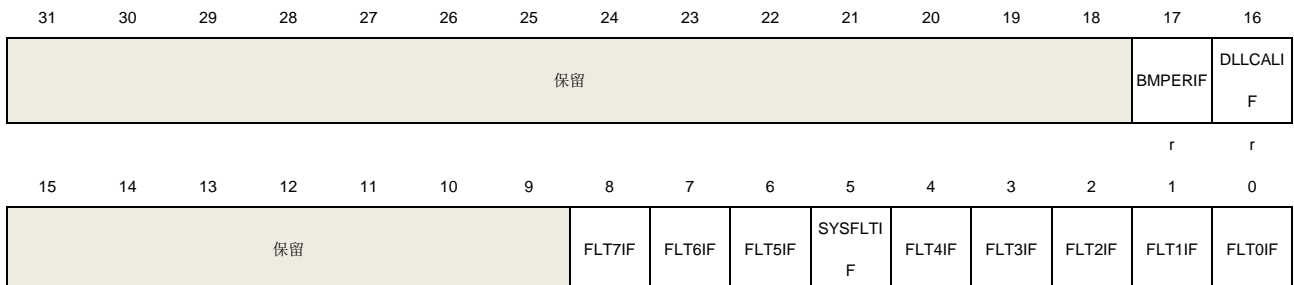 31 30 29 28 27 26 25 24 23 22 21 20 19 18 17 16
保留 BMPERIF DLLCALI
F
r r
15 14 13 12 11 10 9 8 7 6 5 4 3 2 1 0
保留 FLT7IF FLT6IF FLT5IF SYSFLTI FLT4IF FLT3IF FLT2IF FLT1IF FLT0IF
F